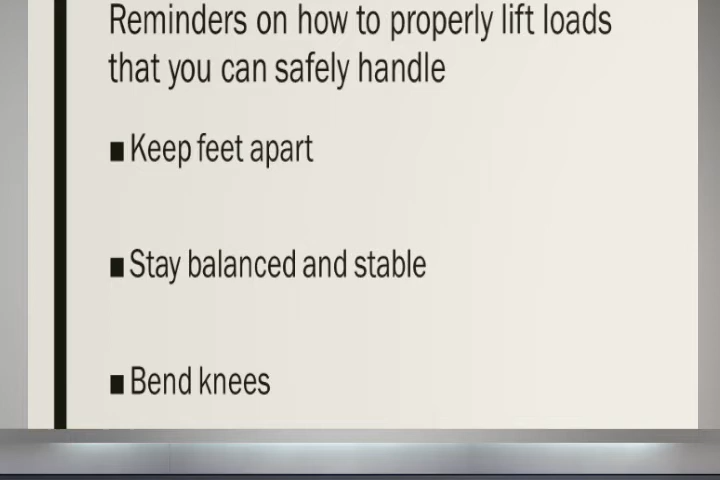 Reminders on how to properly lift loads
that you can safely handle
■ Keep feet apart
■ Stay balanced and stable
■ Bend knees